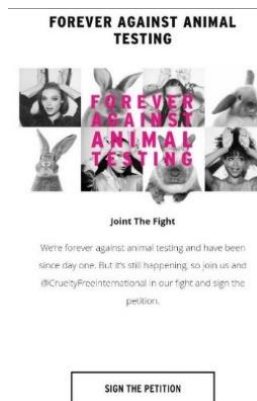 FOREVER AGAINST ANIMAL
TESTING
FOREVER
AGAINST
ANIMAL
TESTING
Joint The Fight
We're forever against animal testing and have been
since day one. But it's still happening, so join us and
@CrueltyFreeInternational in our fight and sign the
petition.
SIGN THE PETITION